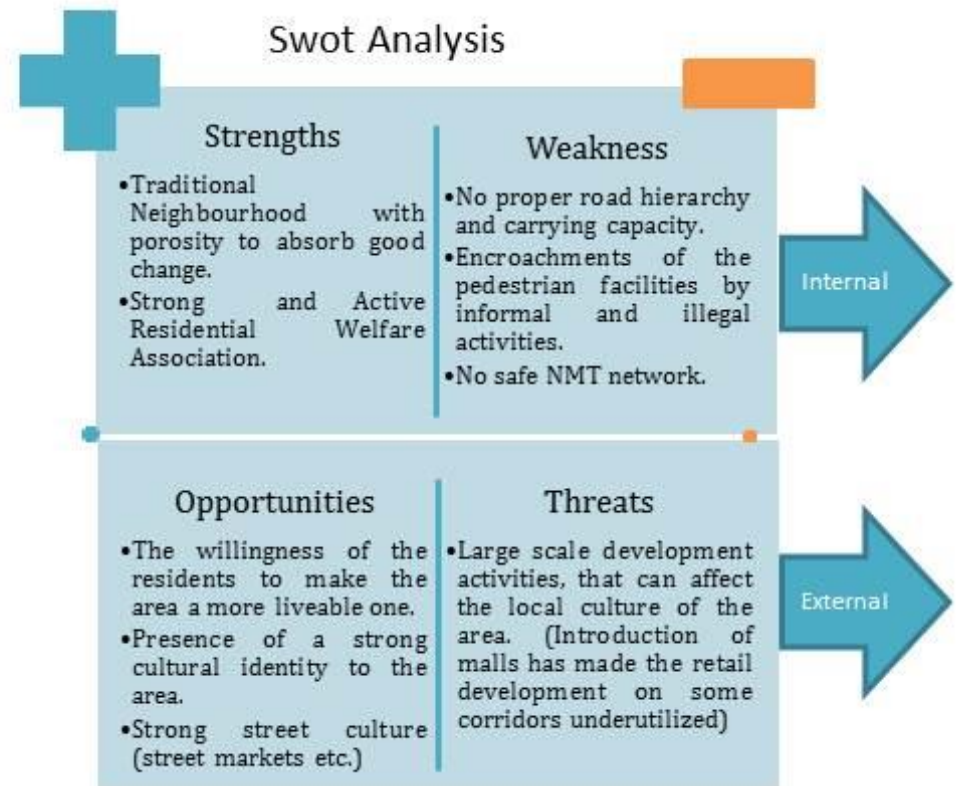 Swot Analysis
Strengths
•Traditional
Neighbourhood with
porosity to absorb good
change.
•Strong and Active
Residential Welfare
Association.
Weakness
•No proper road hierarchy
and carrying capacity.
•Encroachments of the
pedestrian facilities by
informal and illegal
activities.
•No safe NMT network.
Internal
Opportunities
•The willingness of the
residents to make the
area a more liveable one.
•Presence of a strong
cultural identity to the
area.
•Strong street culture
(street markets etc.)
Threats
•Large scale development
activities, that can affect
the local culture of the
area. (Introduction of
malls has made the retail
development on some
corridors underutilized)
External